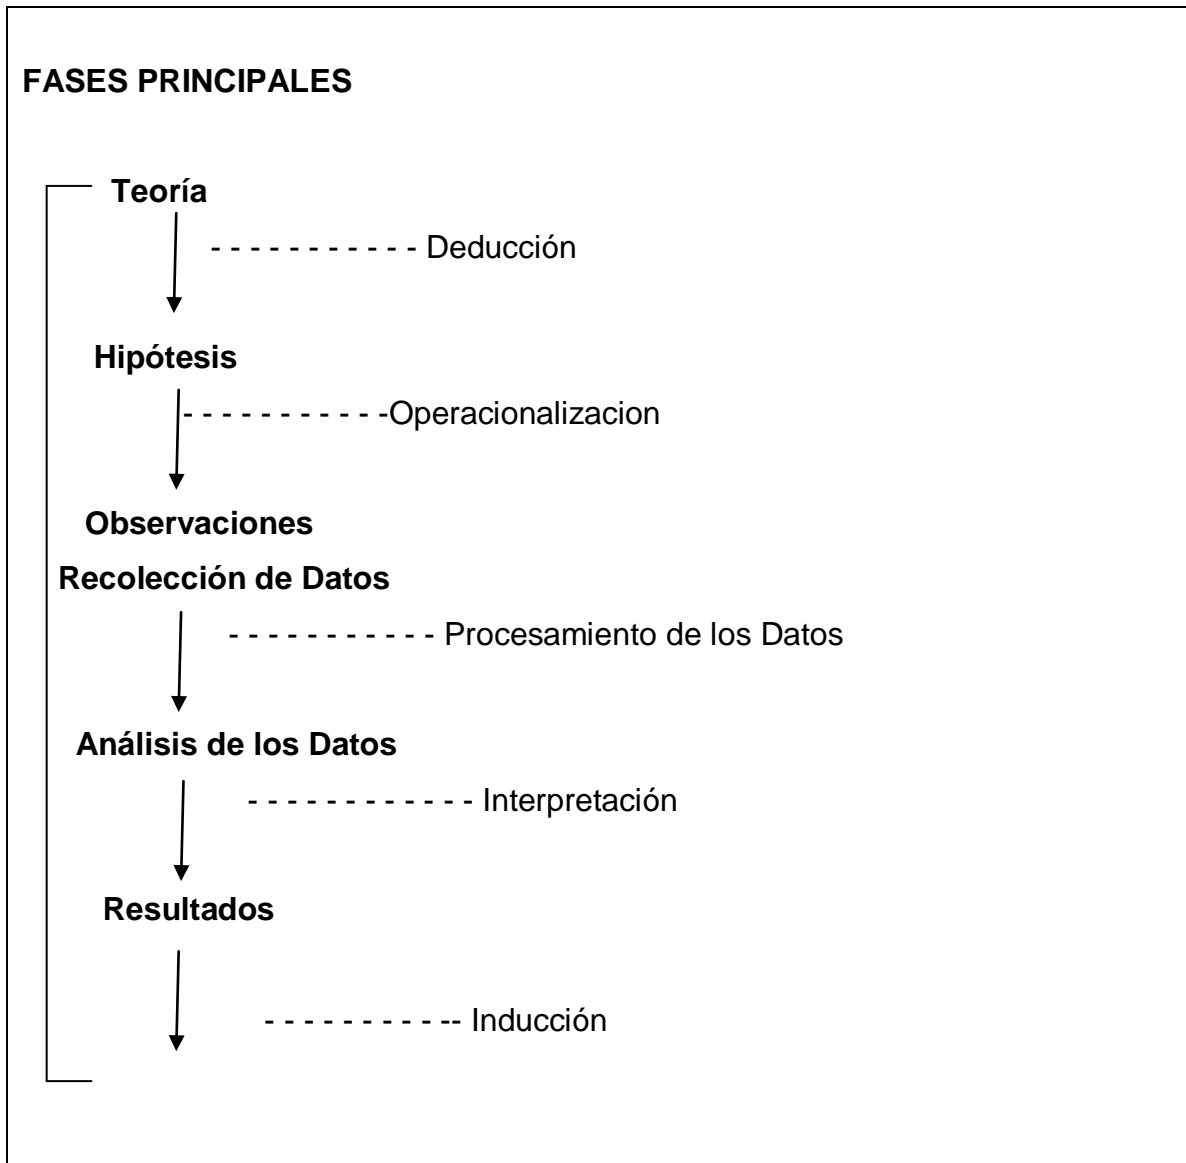 FASES PRINCIPALES
Teoría
- - - - - - - - - - - Deducción
Hipótesis
- - - - - - - - - - -Operacionalizacion
Observaciones
Recolección de Datos
- - - - - - - - - - - Procesamiento de los Datos
Análisis de los Datos
- - - - - - - - - - - - Interpretación
Resultados
- - - - - - - - - -- Inducción